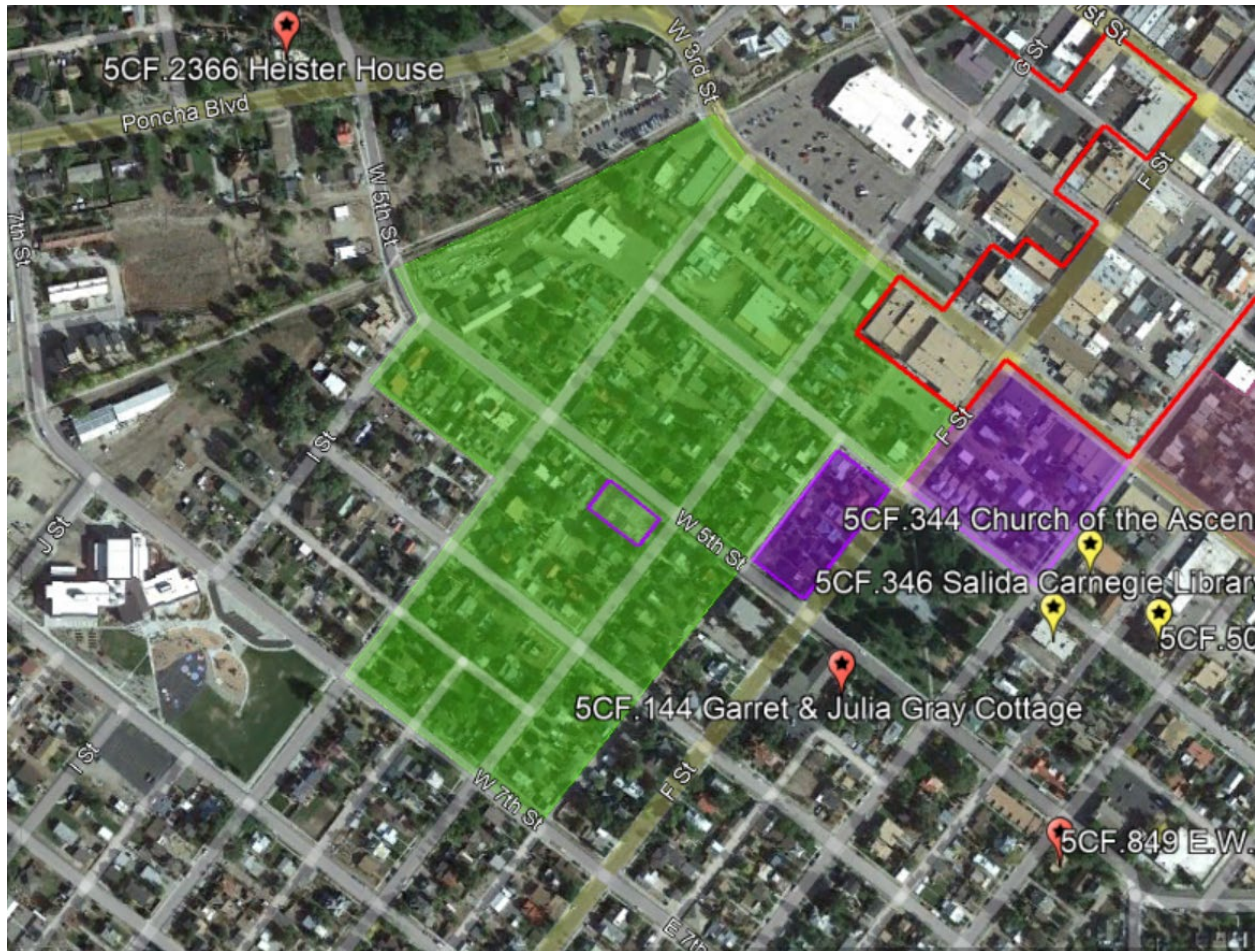 1st St
W 3rd St
G St
5CF.2366 Heister House
Poncha Blvd
F St
W 5th St
7th St
F St
I St
J St
W 5th St
5CF.344 Church of the Ascen
5CF.346 Salida Carnegie Librar
5CF.50
5CF.144 Garret & Julia Gray Cottage
I St
F St
W 7th St
5CF.849 E.W.
E 7th